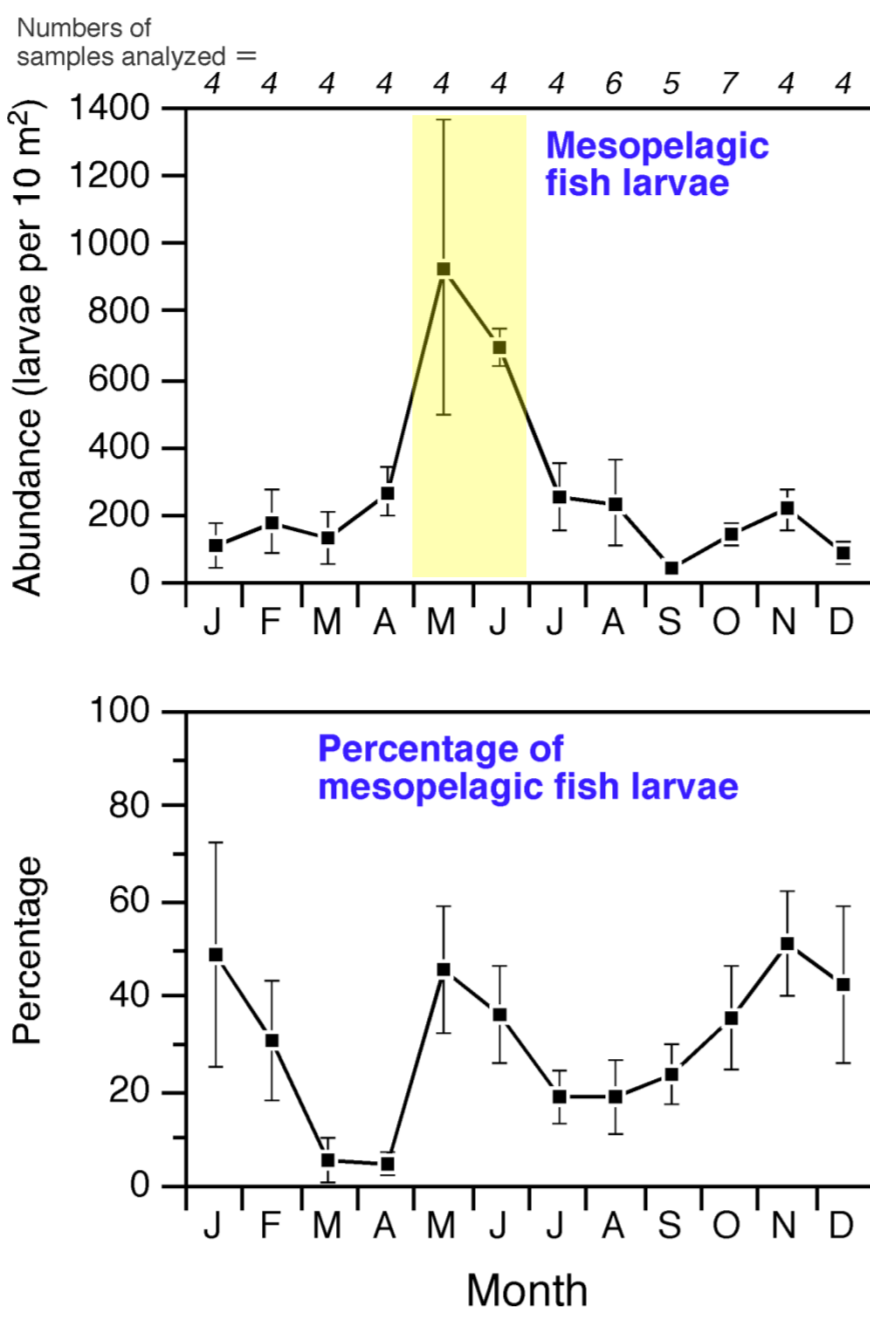 Numbers of
samples analyzed =
4 4 4 4 4 4 4 6 5 7 4 4
Abundance (larvae per 10 m²)
1400
1200
1000
800
600
400
200
0
Mesopelagic
fish larvae
J F M A M J J A S O N D
Percentage
100
80
60
40
20
0
Percentage of
mesopelagic fish larvae
J F M A M J J A S O N D
Month